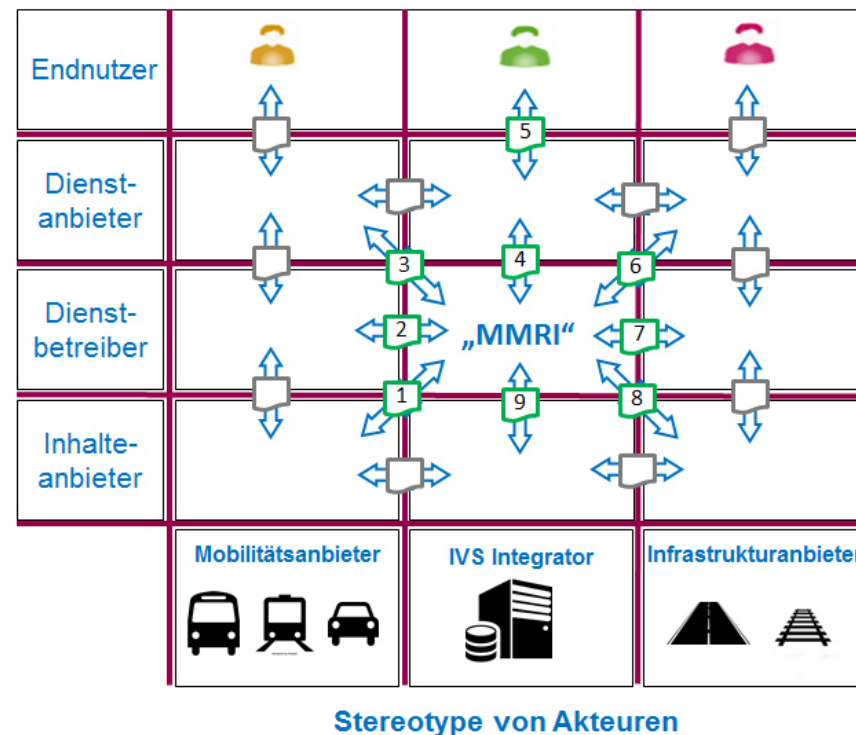 Endnutzer
5
Dienst-
anbieter
3
4
6
Dienst-
betreiber
2
„MMRI“
7
1
9
8
Inhalte-
anbieter
Mobilitätsanbieter
IVS Integrator
Infrastrukturanbieter
Stereotype von Akteuren